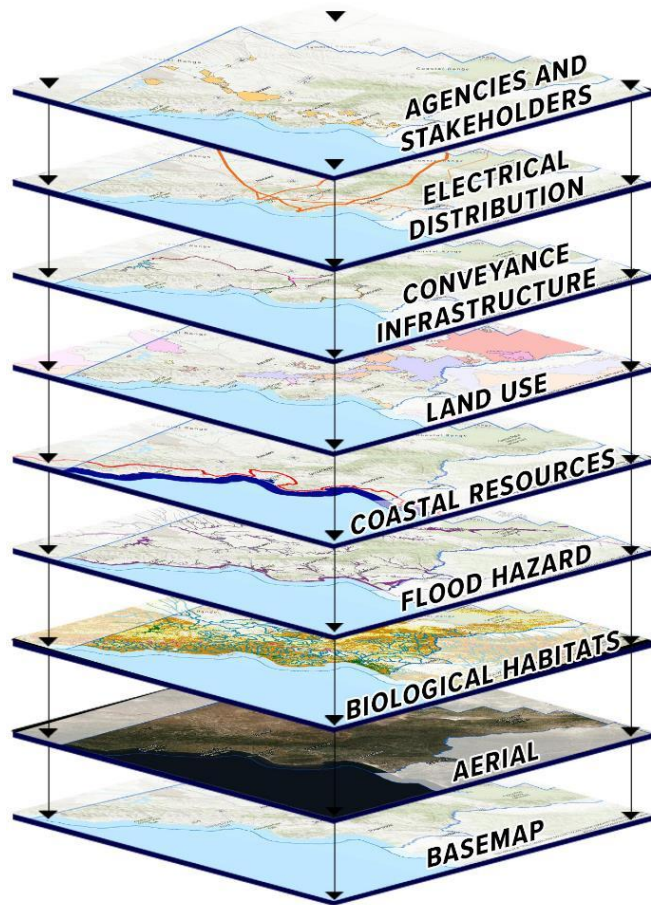 AGENCIES AND
STAKEHOLDERS
ELECTRICAL
DISTRIBUTION
CONVEYANCE
INFRASTRUCTURE
LAND USE
COASTAL RESOURCES
FLOOD HAZARD
BIOLOGICAL HABITATS
AERIAL
BASEMAP